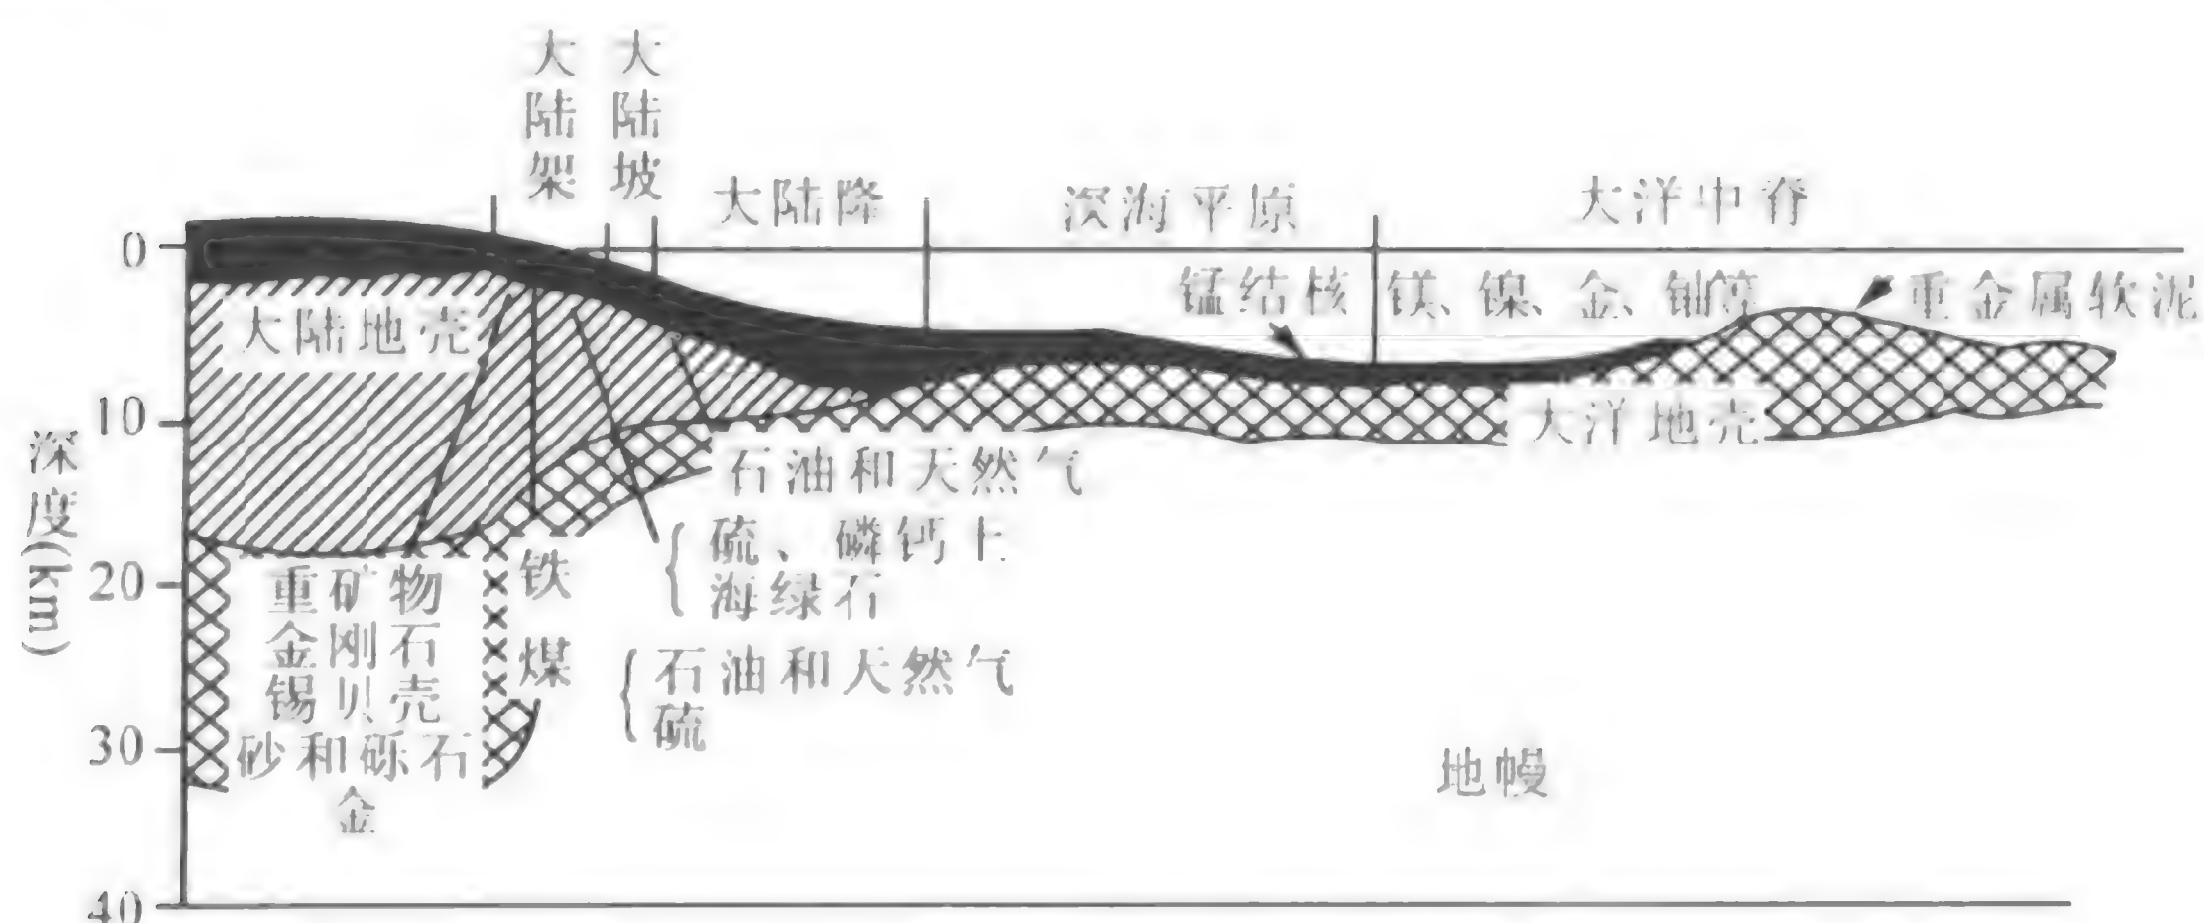 大陆架
大陆坡
大陆隆
深海平原
大洋中脊
0
锰结核
镁、镍、金、铀等
重金属软泥
大陆地壳
10
大洋地壳
深度(km)
石油和天然气
硫、磷钙土
海绿石
20
重矿物
金刚石
锡贝壳
砂和砾石
金
铁
煤
石油和天然气
硫
30
地幔
40